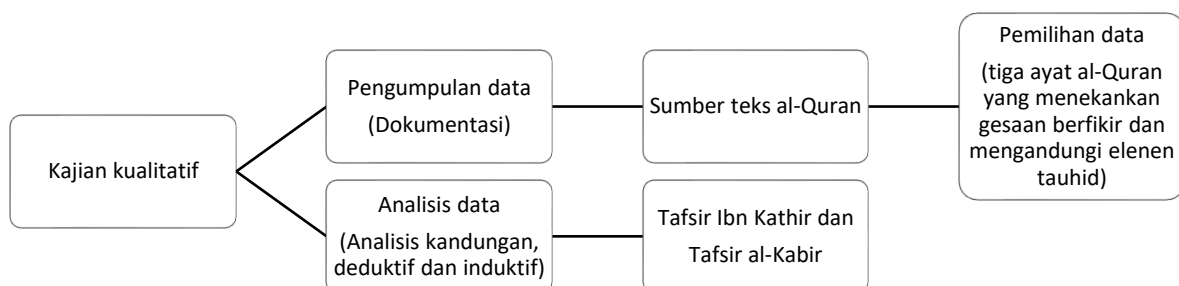 Kajian kualitatif
Pengumpulan data
(Dokumentasi)
Sumber teks al-Quran
Pemilihan data
(tiga ayat al-Quran
yang menekankan
gesaan berfikir dan
mengandungi elenen
tauhid)
Analisis data
(Analisis kandungan,
deduktif dan induktif)
Tafsir Ibn Kathir dan
Tafsir al-Kabir